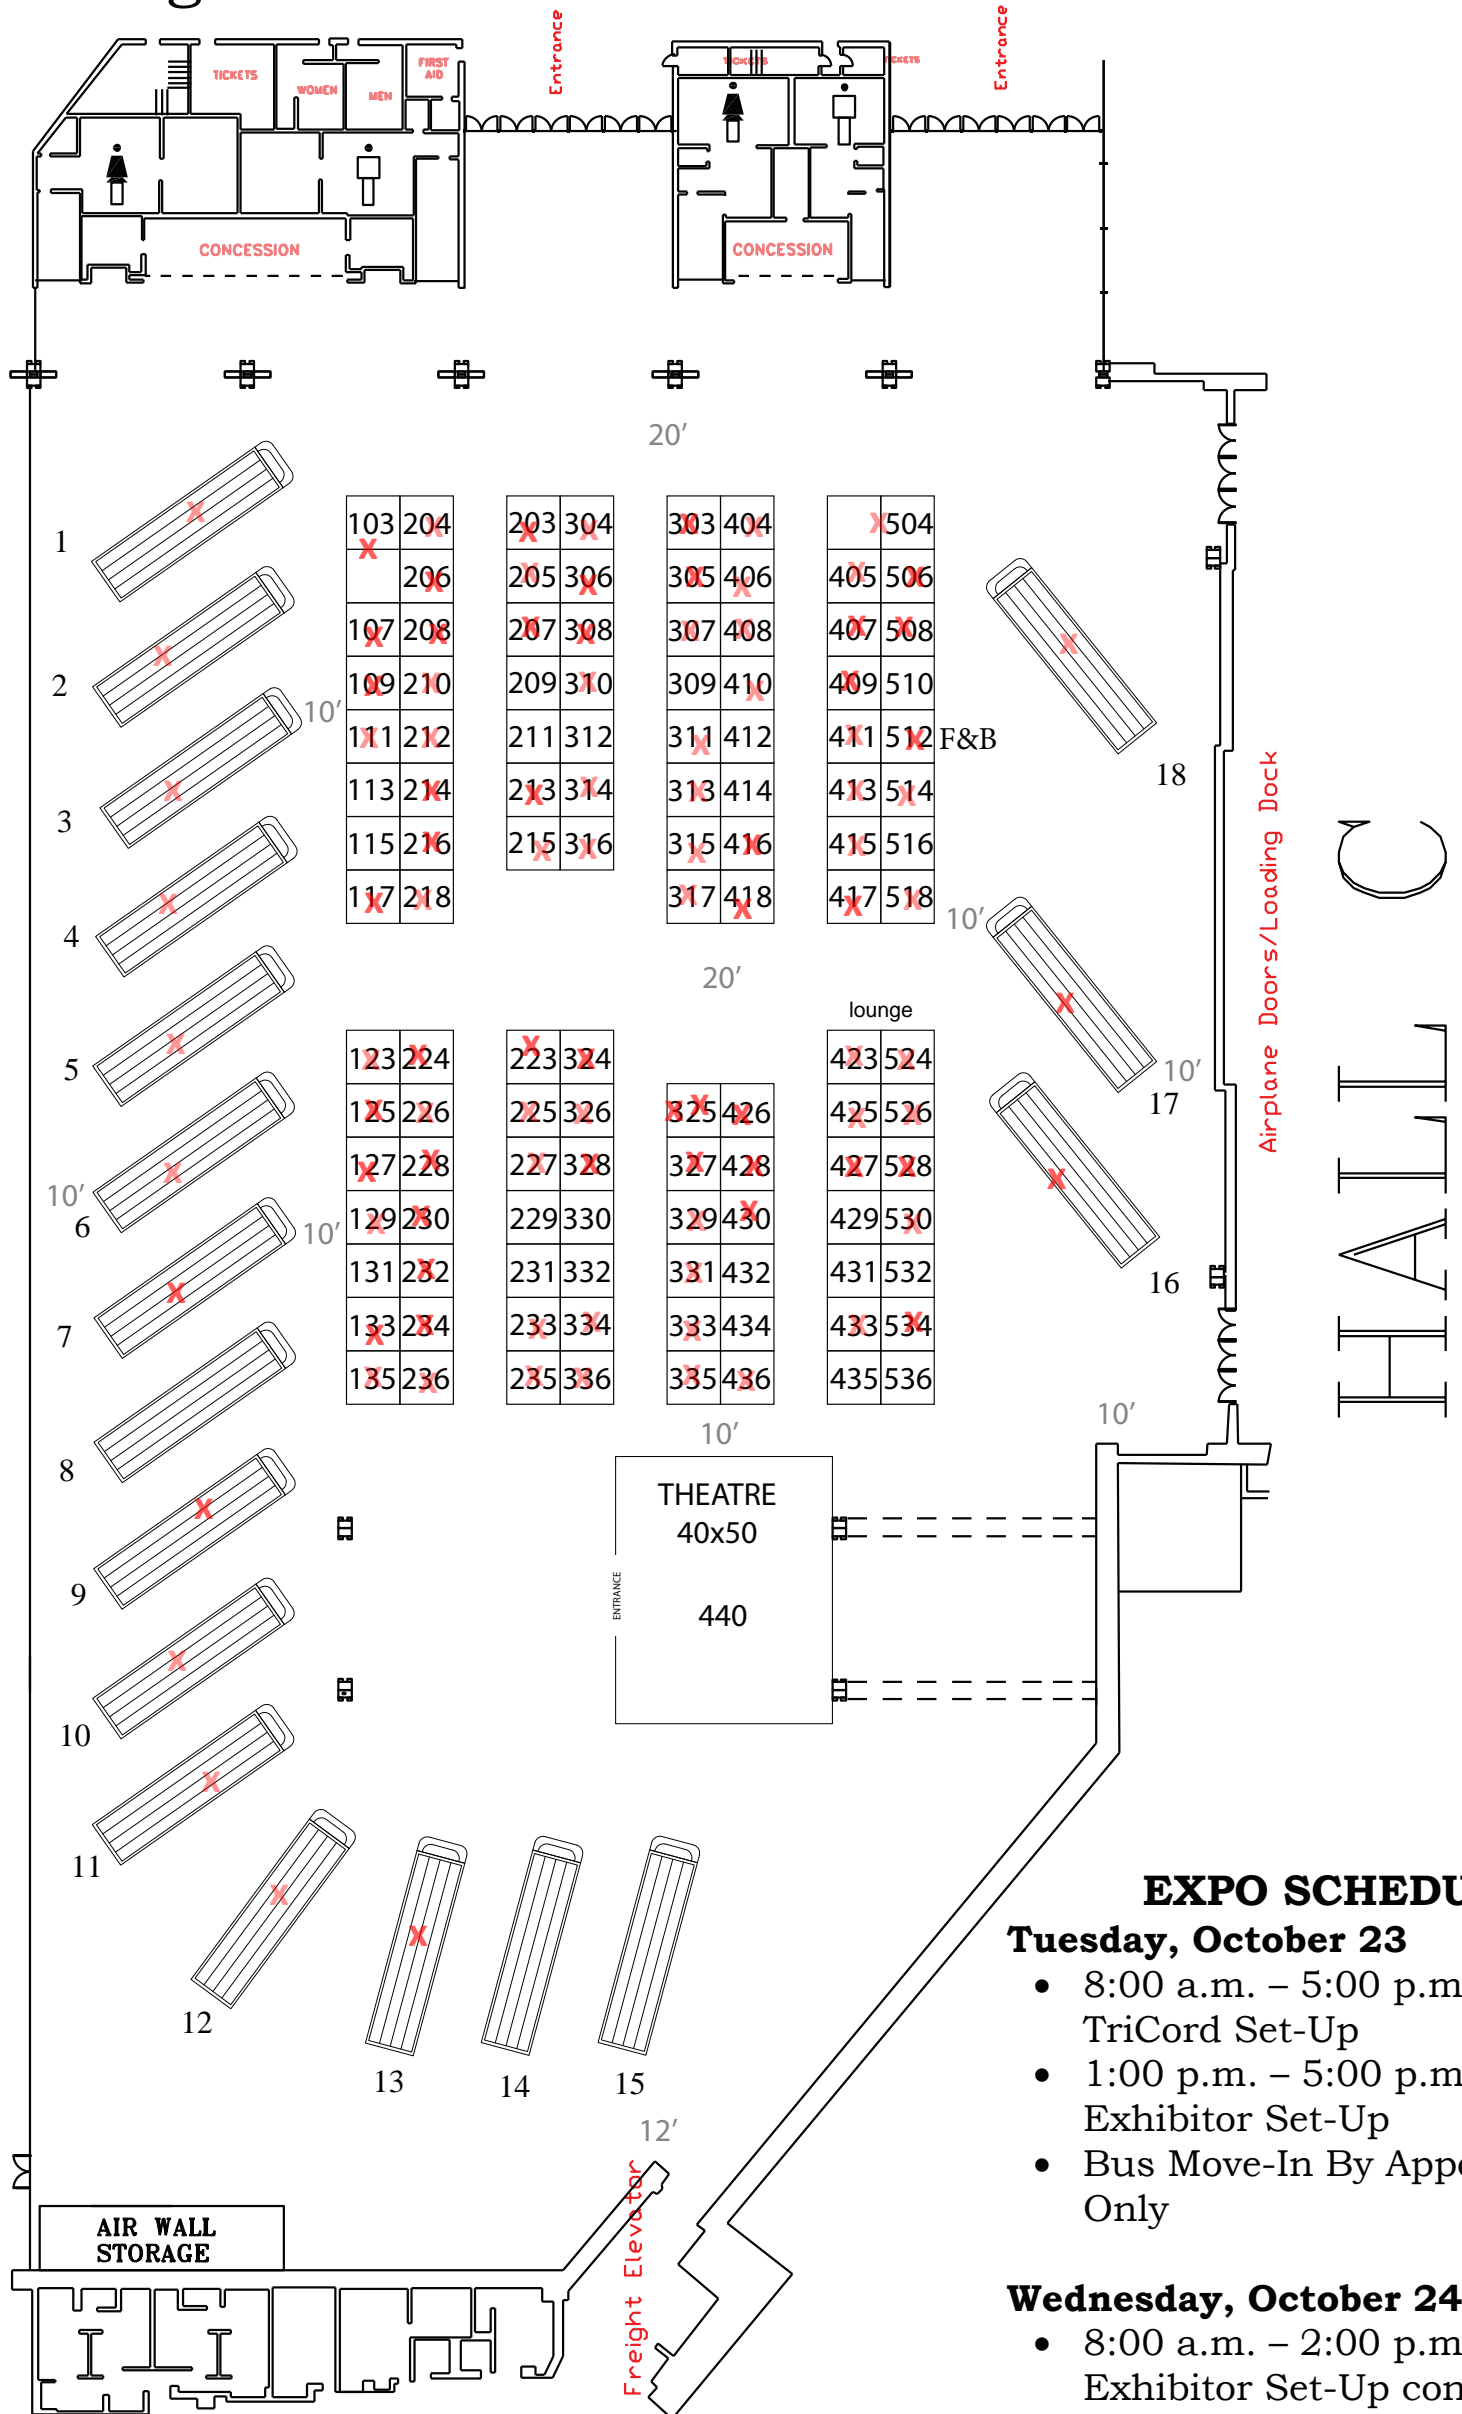 Entrance
Entrance
TICKETS
WOMEN
MEN
FIRST
AID
TICKETS
TICKETS
CONCESSION
CONCESSION
20'
1
103 204 203 304 303 404 504
206 205 306 305 406 405 506
107 208 207 308 307 408 407 508
2
109 210 209 310 309 410 409 510
10'
111 212 211 312 311 412 411 512 F&B
18
3
113 214 213 314 313 414 413 514
115 216 215 316 315 416 415 516
117 218 317 418 417 518
10'
4
20'
lounge
5
123 224 223 324 423 524
10'
17
125 226 225 326 325 426 425 526
127 228 227 328 327 428 427 528
10'
6
129 230 229 330 329 430 429 530
10'
131 232 231 332 331 432 431 532
16
7
133 234 233 334 333 434 433 534
135 236 235 336 335 436 435 536
10'
10'
8
THEATRE
40x50
ENTRANCE
440
9
10
11
12
13
14
15
12'
Airplane Doors/Loading Dock
HALL C
Freight Elevator
AIR WALL
STORAGE
EXPO SCHEDU
Tuesday, October 23
• 8:00 a.m. – 5:00 p.m
TriCord Set-Up
• 1:00 p.m. – 5:00 p.m
Exhibitor Set-Up
• Bus Move-In By Appo
Only
Wednesday, October 24
• 8:00 a.m. – 2:00 p.m
Exhibitor Set-Up con